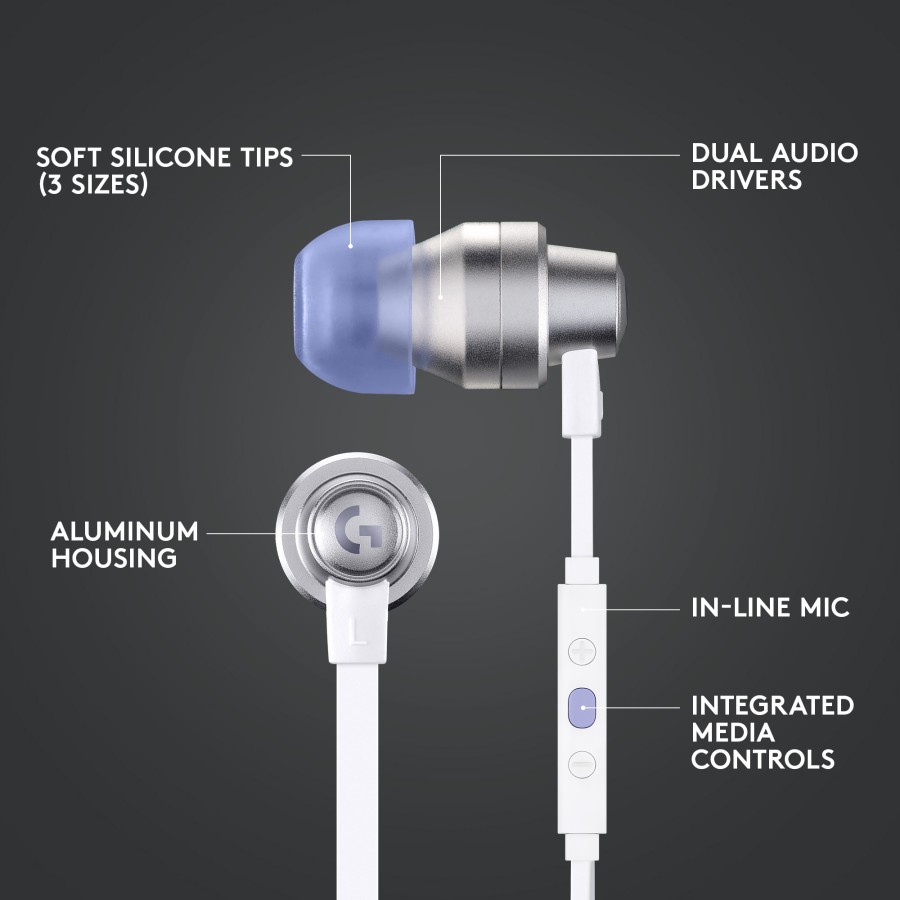 SOFT SILICONE TIPS
(3 SIZES)
DUAL AUDIO
DRIVERS
ALUMINUM
HOUSING
G
L
IN-LINE MIC
INTEGRATED
MEDIA
CONTROLS